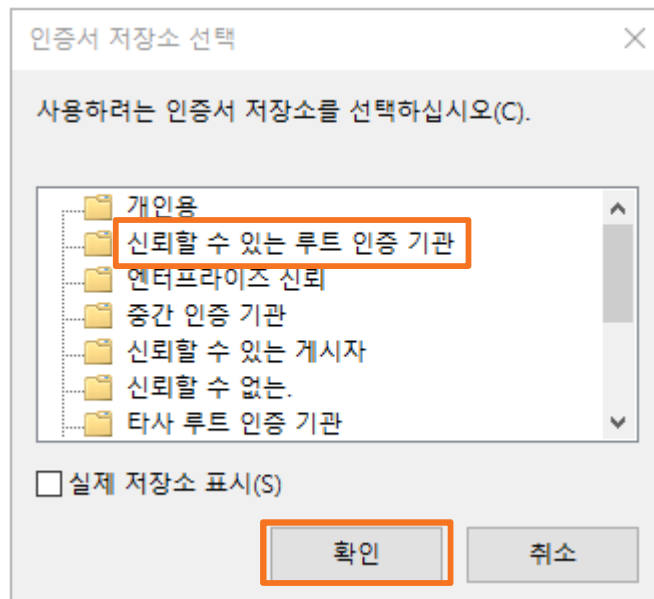 인증서 저장소 선택
사용하려는 인증서 저장소를 선택하십시오(C).
개인용
신뢰할 수 있는 루트 인증 기관
엔터프라이즈 신뢰
중간 인증 기관
신뢰할 수 있는 게시자
신뢰할 수 없는.
타사 루트 인증 기관
실제 저장소 표시(S)
확인 취소